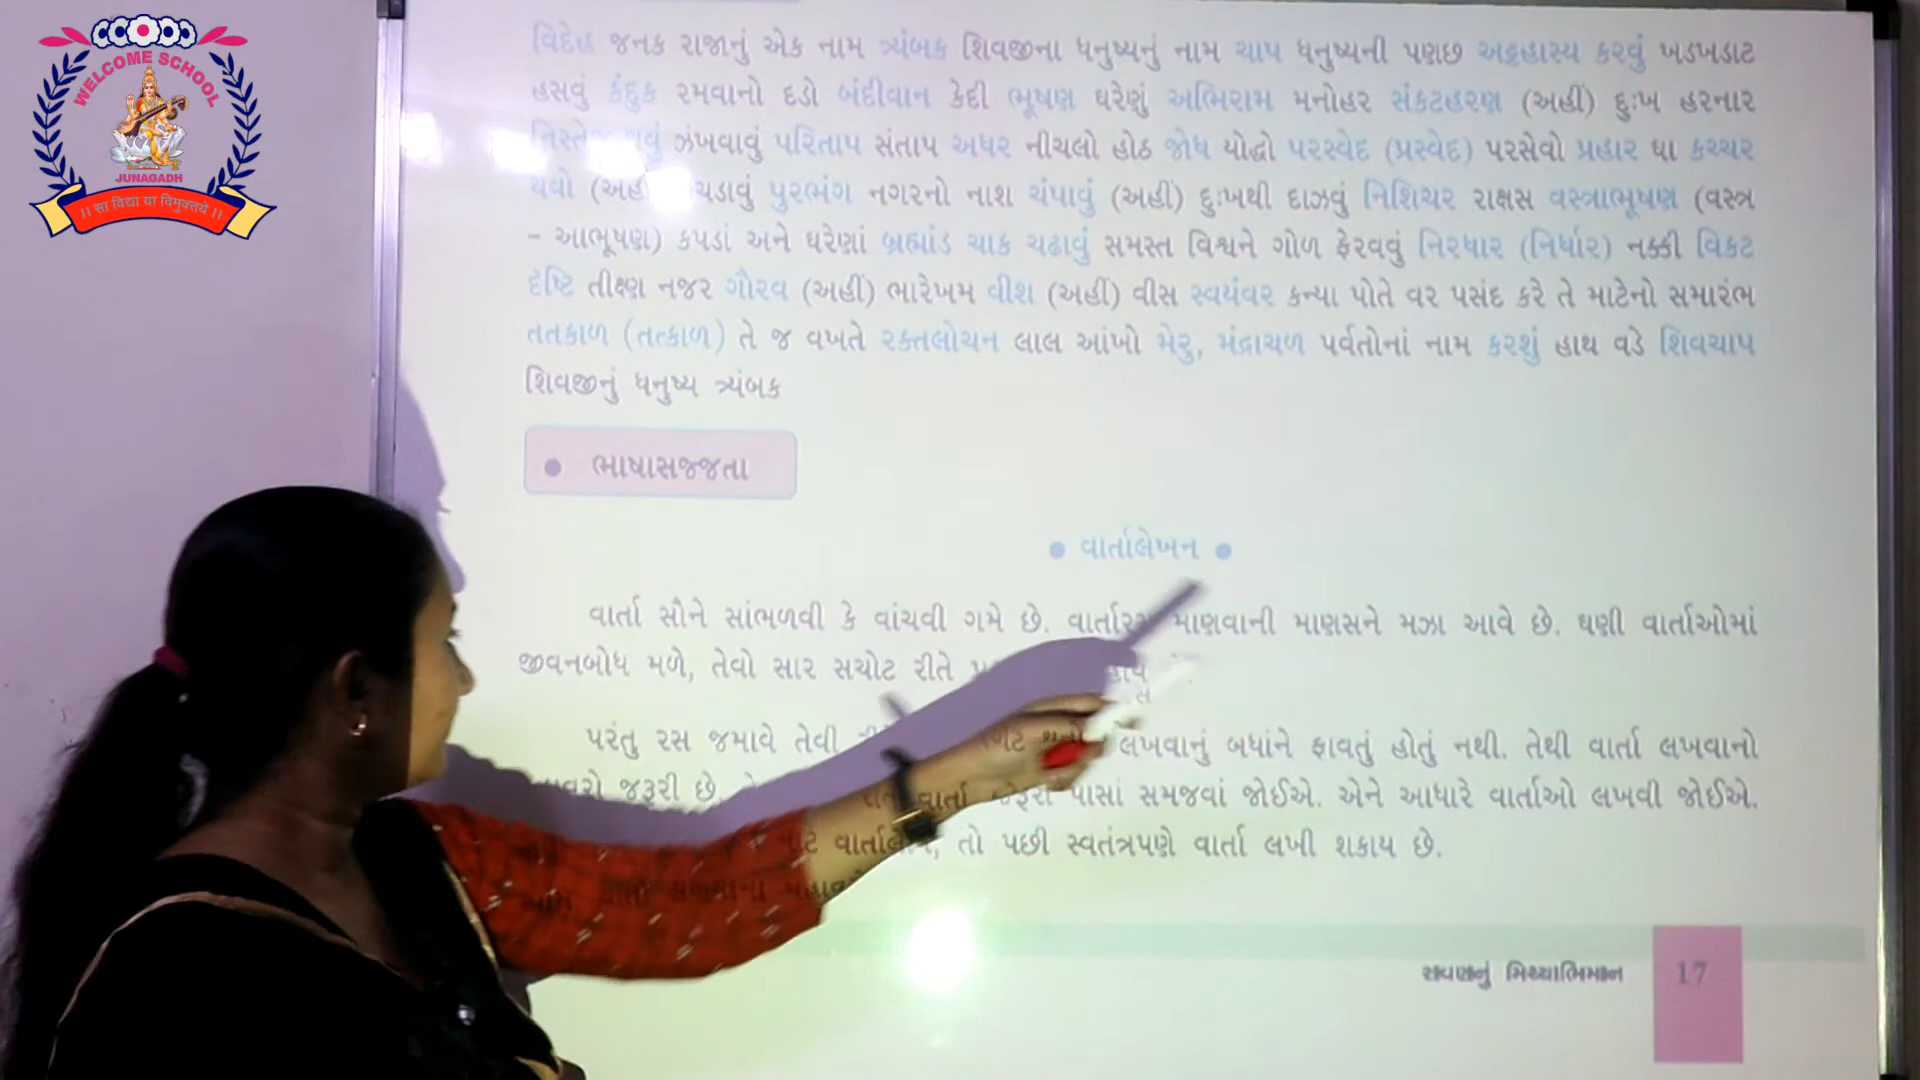 WELCOME SCHOOL
JUNAGADH
।। सा विद्या या विमुक्तये ।।
વિદેહ જનક રાજાનું એક નામ ત્ર્યંબક શિવજીના ધનુષ્યનું નામ ચાપ ધનુષ્યની પણછ અટ્ટહાસ્ય કરવું ખડખડાટ
હસવું કંદુક રમવાનો દડો બંદીવાન કેદી ભૂષણ ઘરેણું અભિરામ મનોહર સંકટહરણ (અહીં) દુઃખ હરનાર
ઝંખવાવું પરિતાપ સંતાપ અધર નીચલો હોઠ જોધ યોદ્ધો પરસ્વેદ (પ્રસ્વેદ) પરસેવો પ્રહાર ઘા કચ્ચર
થવો ચડાવું પુરભંગ નગરનો નાશ ચંપાવું (અહીં) દુઃખથી દાઝવું નિશિચર રાક્ષસ વસ્ત્રાભૂષણ (વસ્ત્ર
- આભૂષણ) કપડાં અને ઘરેણાં બ્રહ્માંડ ચાક ચઢાવું સમસ્ત વિશ્વને ગોળ ફેરવવું નિરધાર (નિર્ધાર) નક્કી વિકટ
દૃષ્ટિ તીક્ષ્ણ નજર ગૌરવ (અહીં) ભારેખમ વીશ (અહીં) વીસ સ્વયંવર કન્યા પોતે વર પસંદ કરે તે માટેનો સમારંભ
તતકાળ (તત્કાળ) તે જ વખતે રક્તલોચન લાલ આંખો મેરુ, મંદ્રાચળ પર્વતોનાં નામ કરશું હાથ વડે શિવચાપ
શિવજીનું ધનુષ્ય ત્ર્યંબક
● ભાષાસજ્જતા
● વાર્તાલેખન ●
વાર્તા સૌને સાંભળવી કે વાંચવી ગમે છે. માણવાની માણસને મઝા આવે છે. ઘણી વાર્તાઓમાં
જીવનબોધ મળે, તેવો સાર સચોટ રીતે
પરંતુ રસ જમાવે તેવી લખવાનું બધાંને ફાવતું હોતું નથી. તેથી વાર્તા લખવાનો
જરૂરી છે. વાર્તા પાસાં સમજવાં જોઈએ. એને આધારે વાર્તાઓ લખવી જોઈએ.
તો પછી સ્વતંત્રપણે વાર્તા લખી શકાય છે.
રાવણનું મિથ્યાભિમાન 17